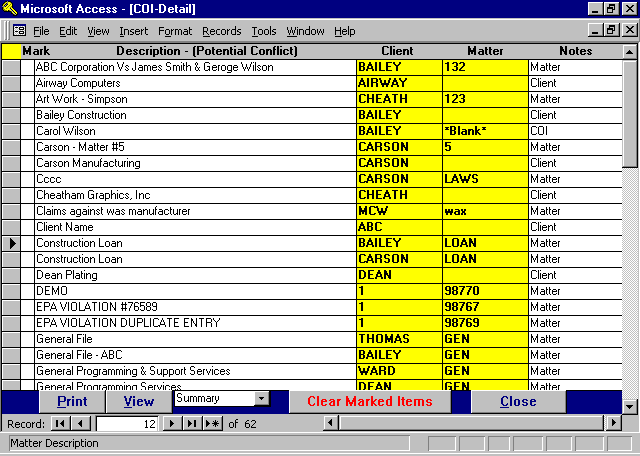 Microsoft Access - [COI-Detail]
File Edit View Insert Format Records Tools Window Help
Mark Description - (Potential Conflict) Client Matter Notes
ABC Corporation Vs James Smith & Geroge Wilson BAILEY 132 Matter
Airway Computers AIRWAY Client
Art Work - Simpson CHEATH 123 Matter
Bailey Construction BAILEY Client
Carol Wilson BAILEY *Blank* COI
Carson - Matter #5 CARSON 5 Matter
Carson Manufacturing CARSON Client
Cccc CARSON LAWS Matter
Cheatham Graphics, Inc CHEATH Client
Claims against was manufacturer MCW wax Matter
Client Name ABC Client
Construction Loan BAILEY LOAN Matter
Construction Loan CARSON LOAN Matter
Dean Plating DEAN Client
DEMO 1 98770 Matter
EPA VIOLATION #76589 1 98767 Matter
EPA VIOLATION DUPLICATE ENTRY 1 98769 Matter
General File THOMAS GEN Matter
General File - ABC BAILEY GEN Matter
General Programming & Support Services WARD GEN Matter
General Programming Services DEAN GEN Matter
Print View Summary Clear Marked Items Close
Record: 12 of 62
Matter Description